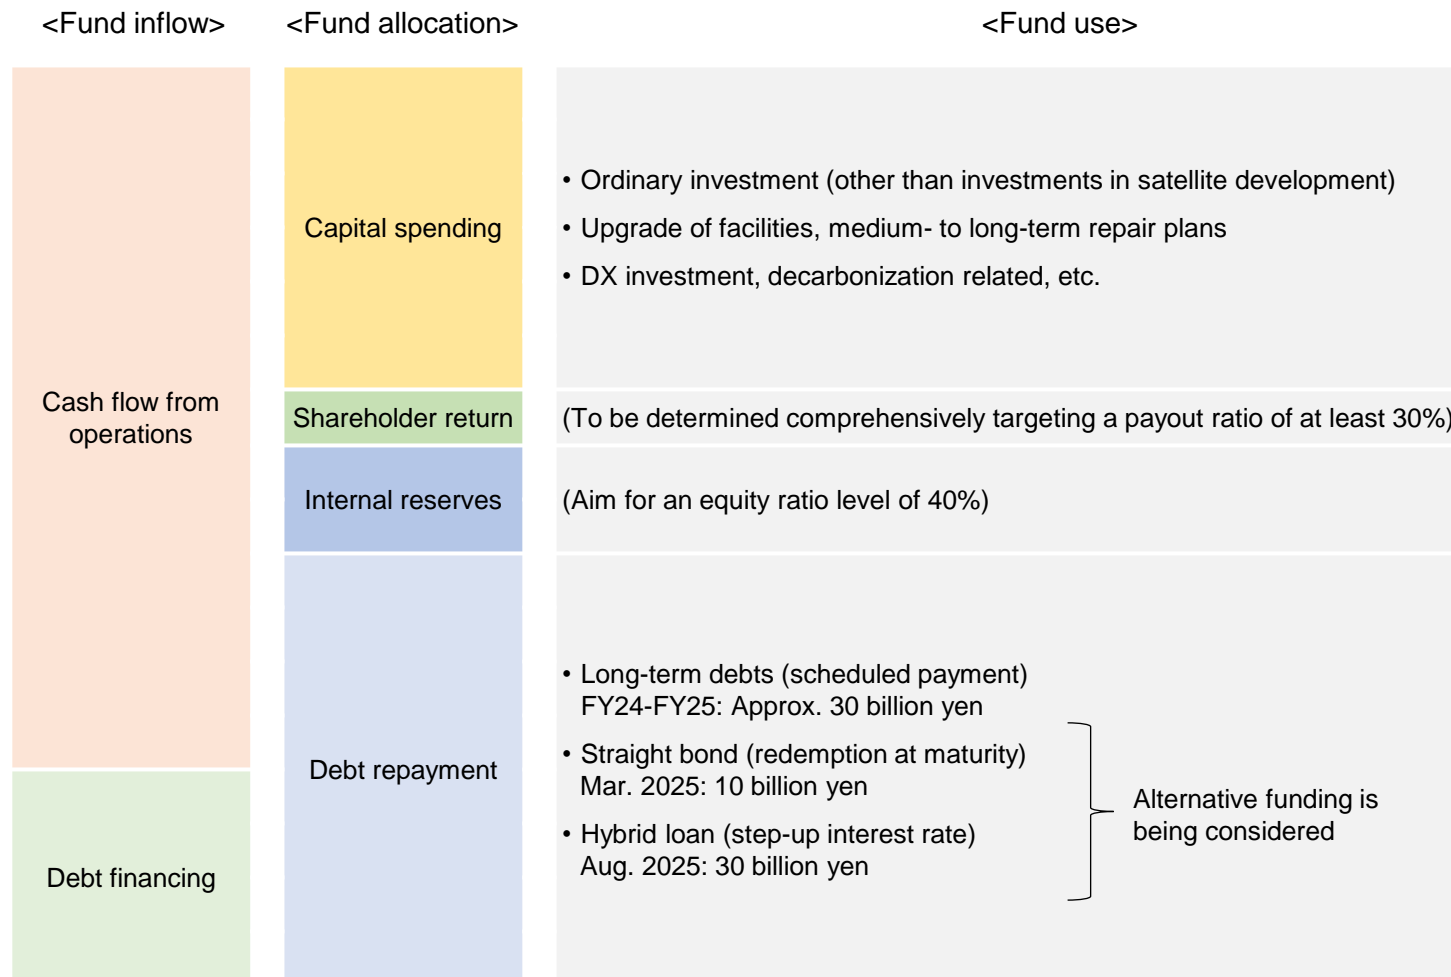 <Fund inflow>
<Fund allocation>
<Fund use>
Cash flow from
operations
Debt financing
Capital spending
• Ordinary investment (other than investments in satellite development)
• Upgrade of facilities, medium- to long-term repair plans
• DX investment, decarbonization related, etc.
Shareholder return
(To be determined comprehensively targeting a payout ratio of at least 30%)
Internal reserves
(Aim for an equity ratio level of 40%)
Debt repayment
• Long-term debts (scheduled payment)
FY24-FY25: Approx. 30 billion yen
• Straight bond (redemption at maturity)
Mar. 2025: 10 billion yen
• Hybrid loan (step-up interest rate)
Aug. 2025: 30 billion yen
Alternative funding is
being considered